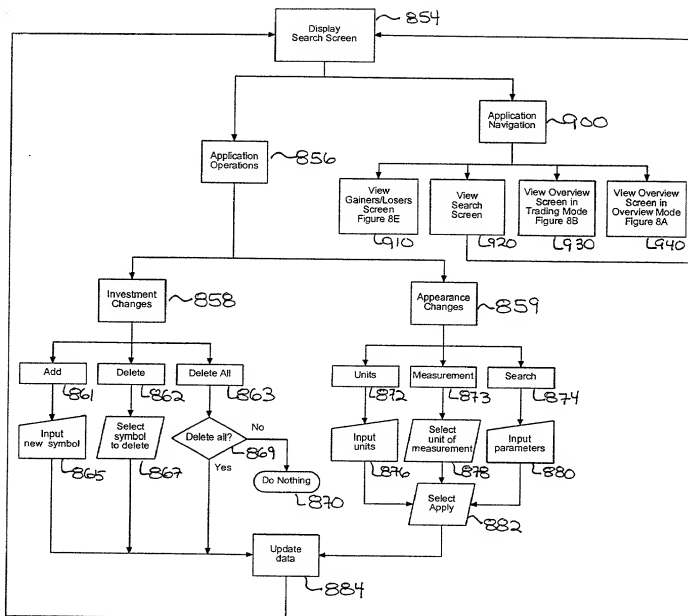 Display
Search Screen
854
Application
Navigation
900
Application
Operations
856
View
Gainers/Losers
Screen
Figure 8E
910
View
Search
Screen
920
View Overview
Screen in
Trading Mode
Figure 8B
930
View Overview
Screen in
Overview Mode
Figure 8A
940
Investment
Changes
858
Appearance
Changes
859
Add
861
Delete
862
Delete All
863
Units
872
Measurement
873
Search
874
Input
new symbol
865
Select
symbol
to delete
867
Delete all?
869
No
Yes
Do Nothing
870
Input
units
876
Select
unit of
measurement
878
Input
parameters
880
Select
Apply
882
Update
data
884